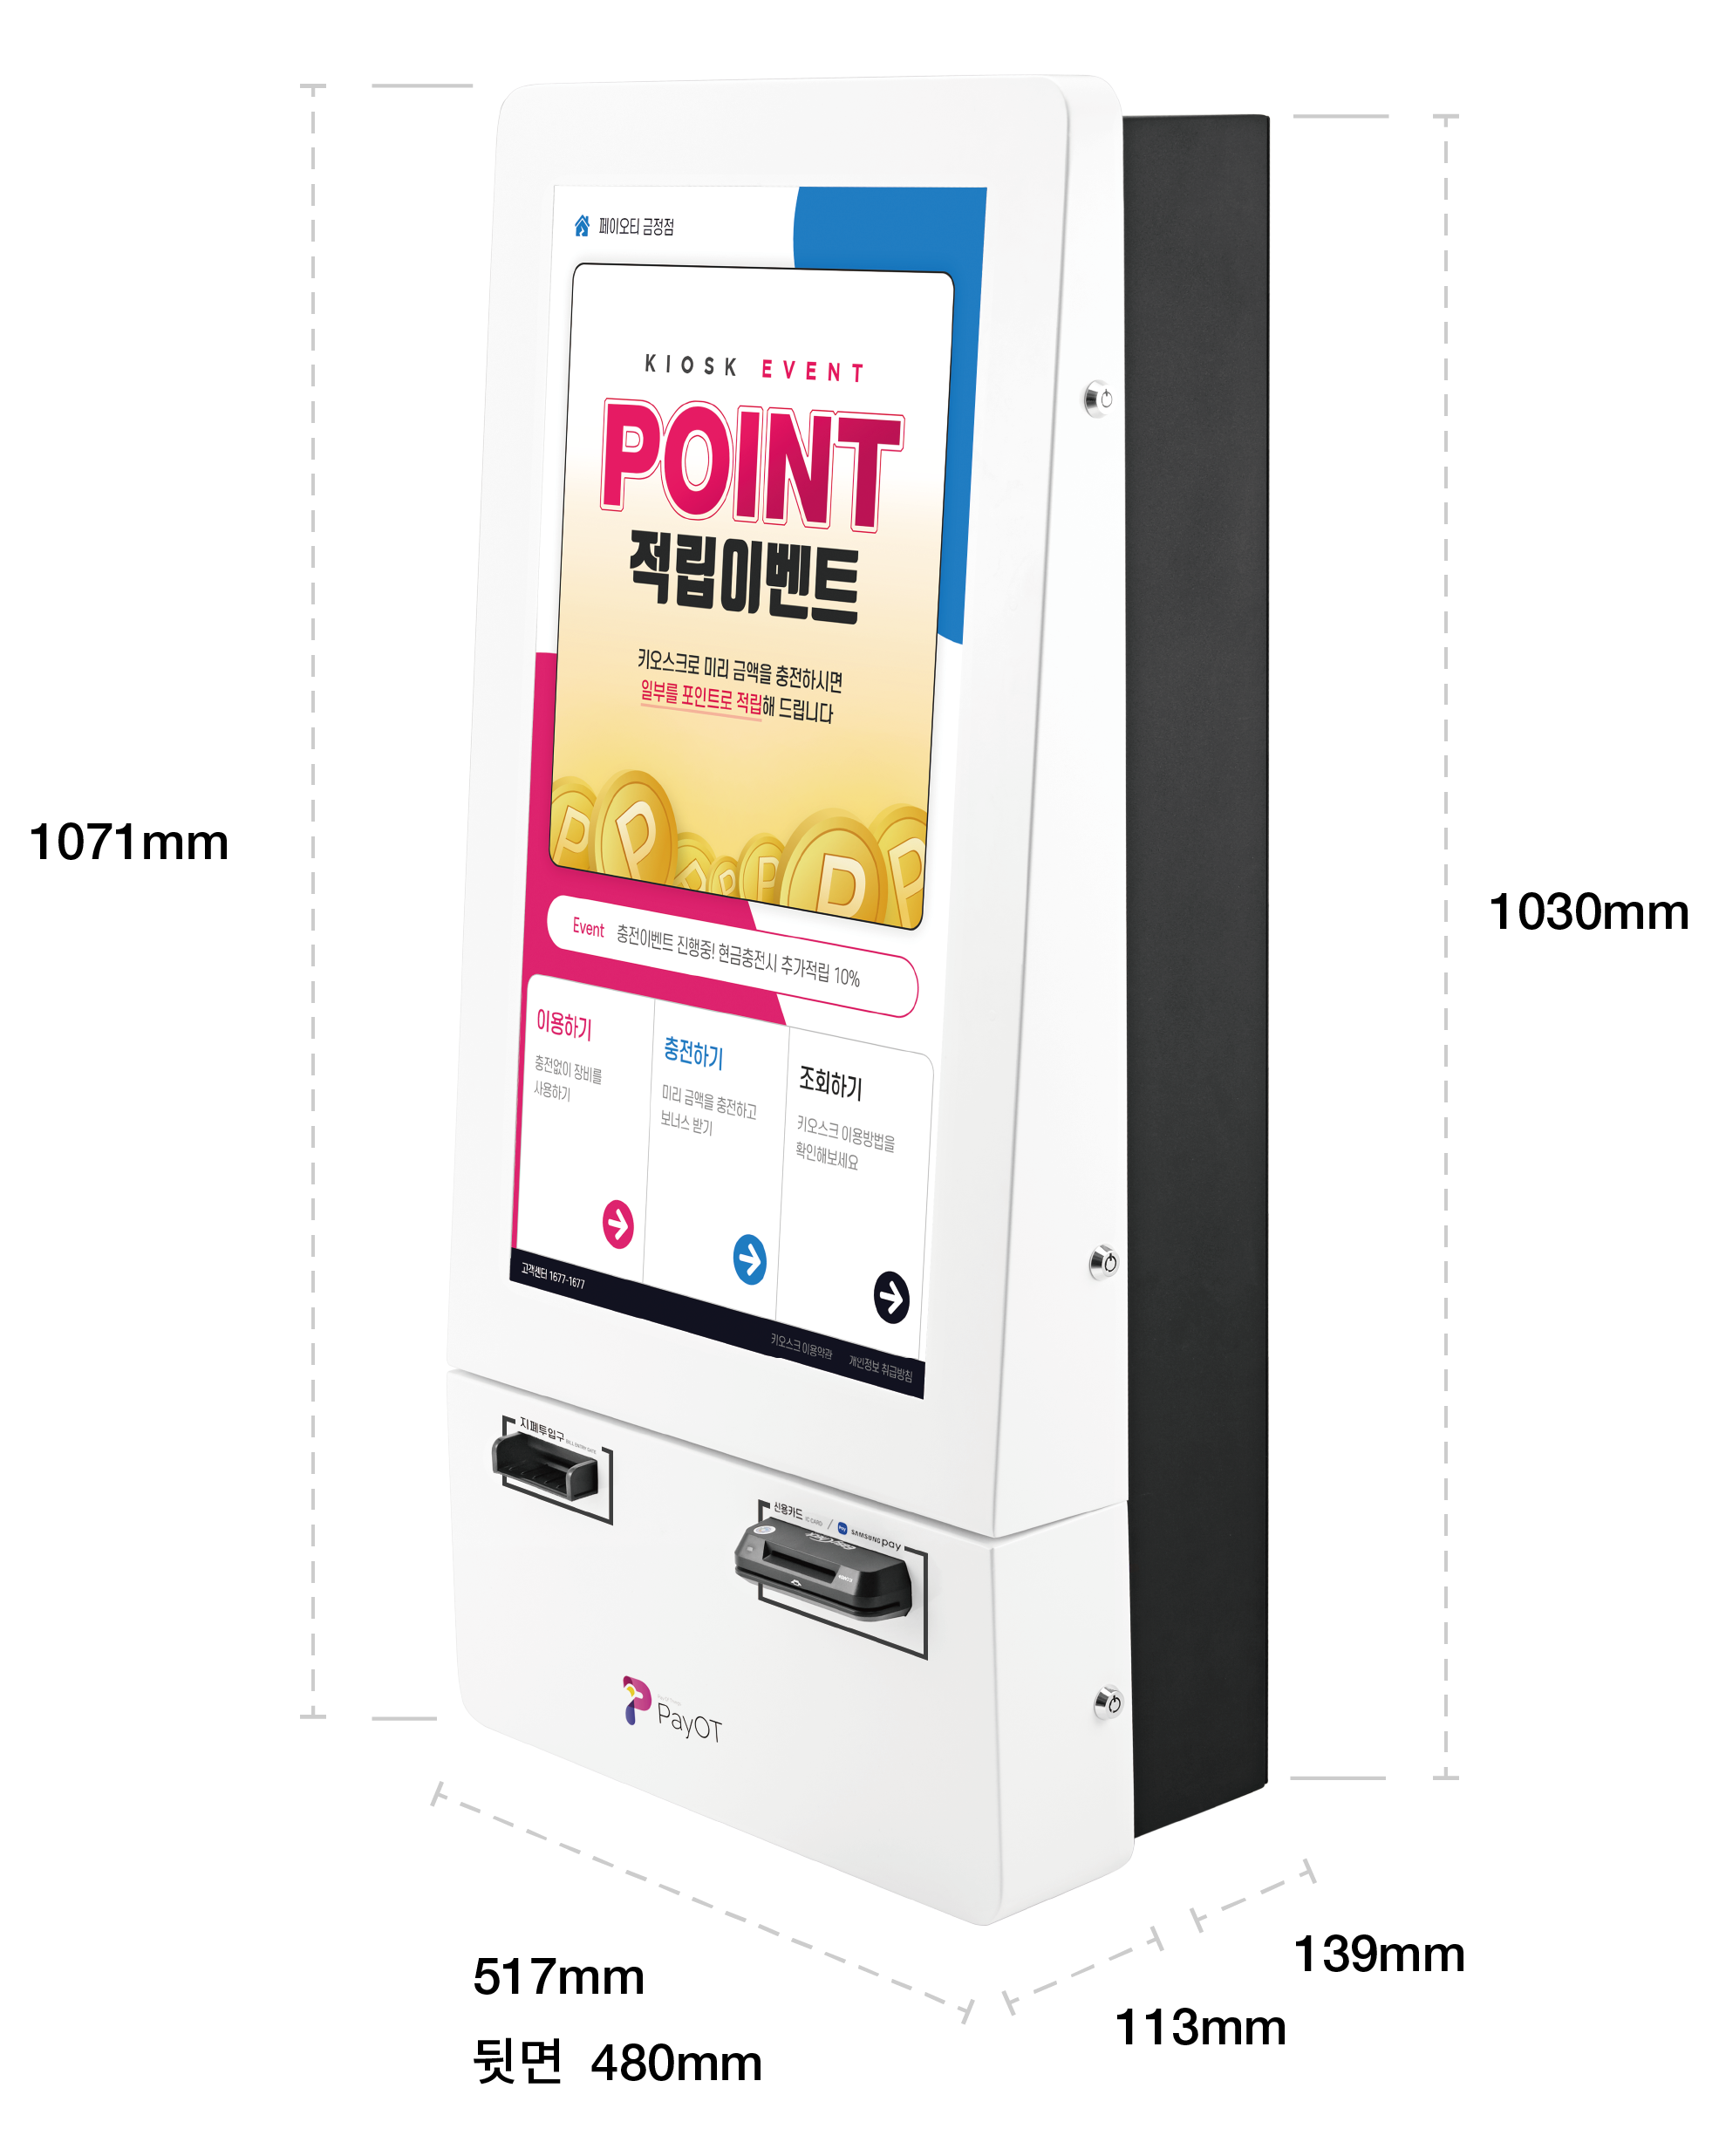 페이오티 금정점
KIOSK EVENT
POINT
적립이벤트
키오스크로 미리 금액을 충전하시면
일부를 포인트로 적립해 드립니다
Event 충전이벤트 진행중! 현금충전시 추가적립 10%
이용하기
충전없이 장비를
사용하기
충전하기
미리 금액을 충전하고
보너스 받기
조회하기
키오스크 이용방법을
확인해보세요
고객센터 1677-1677
키오스크 이용약관 개인정보 취급방침
지폐투입구 BILL ENTRY GATE
신용카드 IC CARD / SAMSUNG pay
PayOT
1071mm
1030mm
517mm
뒷면 480mm
113mm
139mm